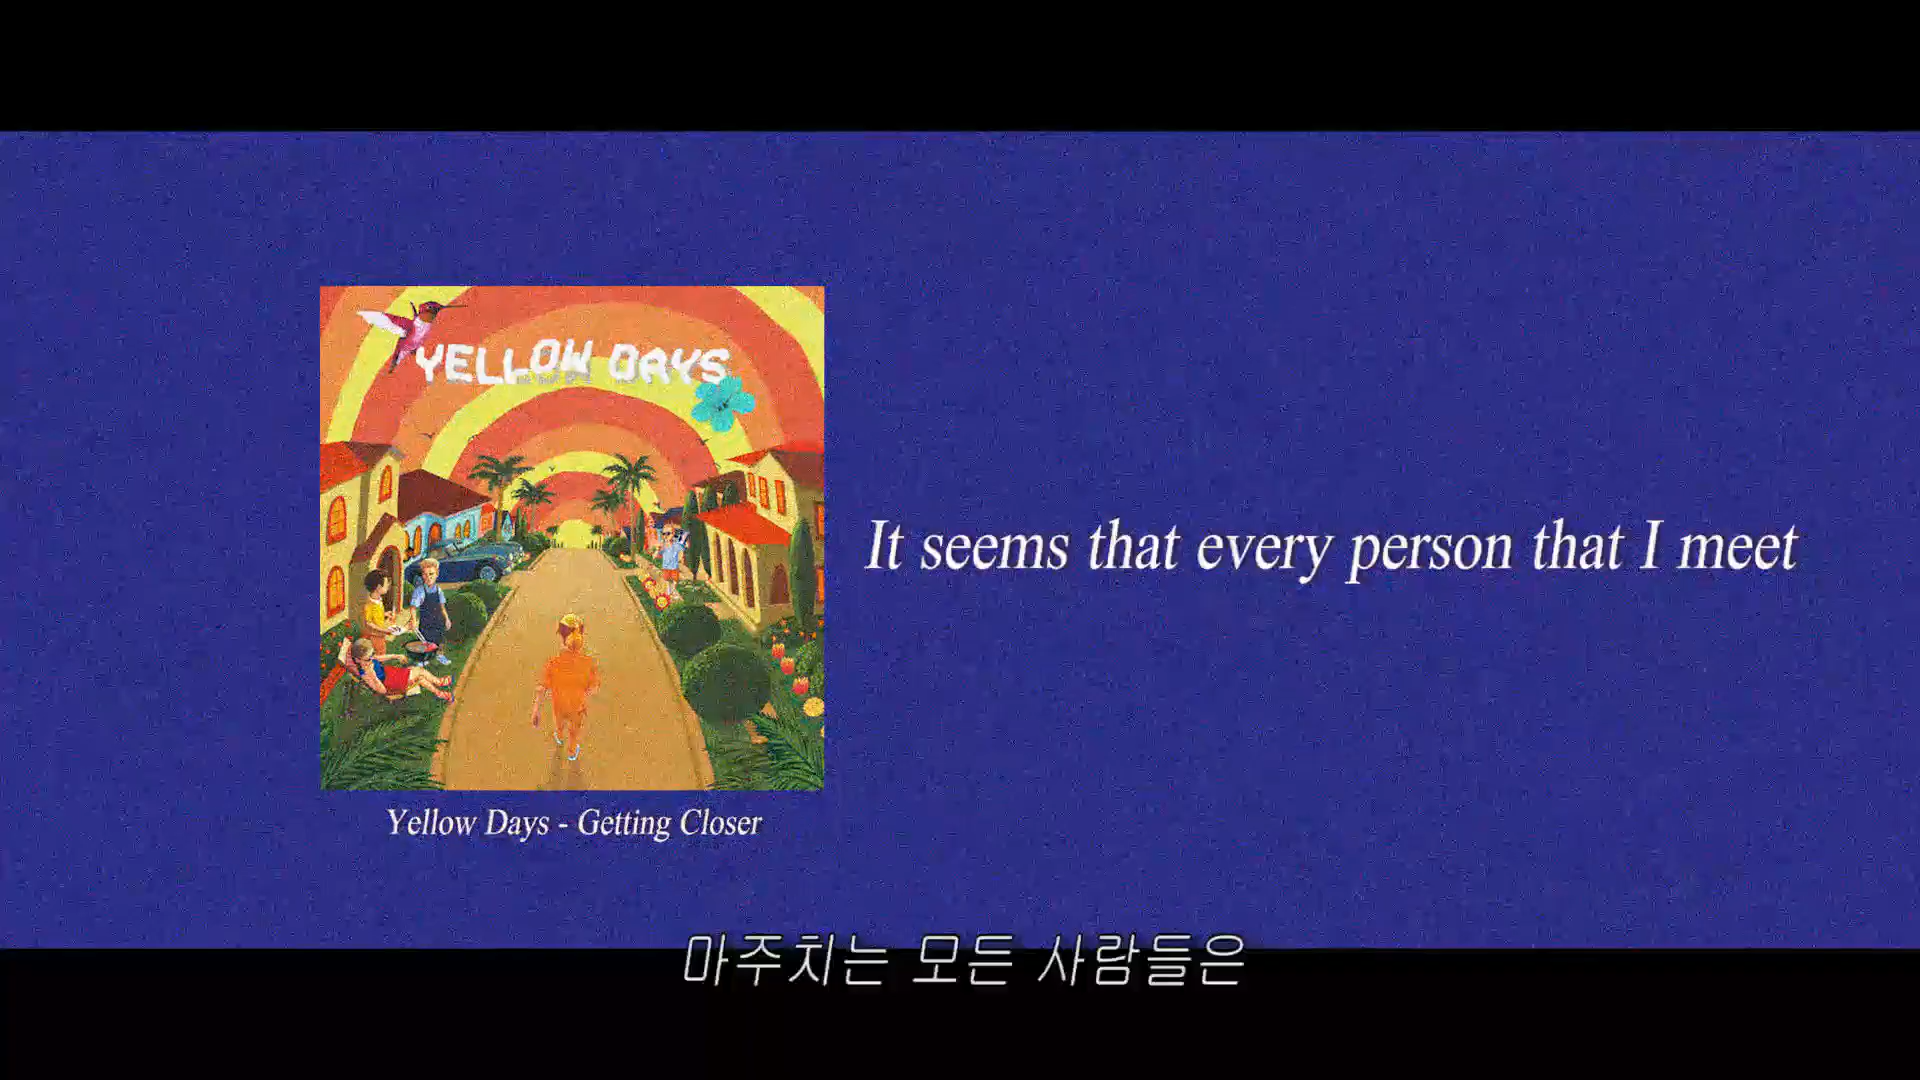 YELLOW DAYS
It seems that every person that I meet
Yellow Days - Getting Closer
마주치는 모든 사람들은